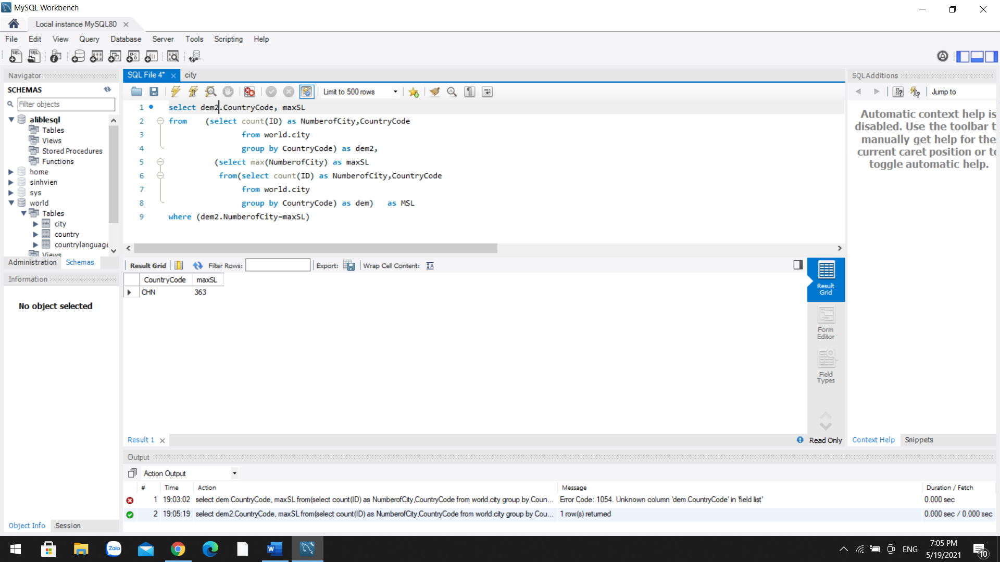 MySQL Workbench
Local instance MySQL80
File Edit View Query Database Server Tools Scripting Help
Navigator
SCHEMAS
Filter objects
aliblesql
Tables
Views
Stored Procedures
Functions
home
sinhvien
sys
world
Tables
city
country
countrylanguage
Views
Administration Schemas
Information
No object selected
Object Info Session
SQL File 4* city
Limit to 500 rows
1 select dem2.CountryCode, maxSL
2 from (select count(ID) as NumberofCity,CountryCode
3 from world.city
4 group by CountryCode) as dem2,
5 (select max(NumberofCity) as maxSL
6 from(select count(ID) as NumberofCity,CountryCode
7 from world.city
8 group by CountryCode) as dem) as MSL
9 where (dem2.NumberofCity=maxSL)
Result Grid Filter Rows: Export: Wrap Cell Content:
CountryCode maxSL
CHN 363
Result
Grid
Form
Editor
Field
Types
Result 1
Read Only
SQLAdditions
Jump to
Automatic context help is
disabled. Use the toolbar t
manually get help for the
current caret position or to
toggle automatic help.
Context Help Snippets
Output
Action Output
# Time Action Message Duration / Fetch
1 19:03:02 select dem.CountryCode, maxSL from(select count(ID) as NumberofCity,CountryCode from world.city group by Coun... Error Code: 1054. Unknown column 'dem.CountryCode' in 'field list' 0.000 sec
2 19:05:19 select dem2.CountryCode, maxSL from(select count(ID) as NumberofCity,CountryCode from world.city group by Cou... 1 row(s) returned 0.000 sec / 0.000 sec
Zalo
ENG
7:05 PM
5/19/2021
10